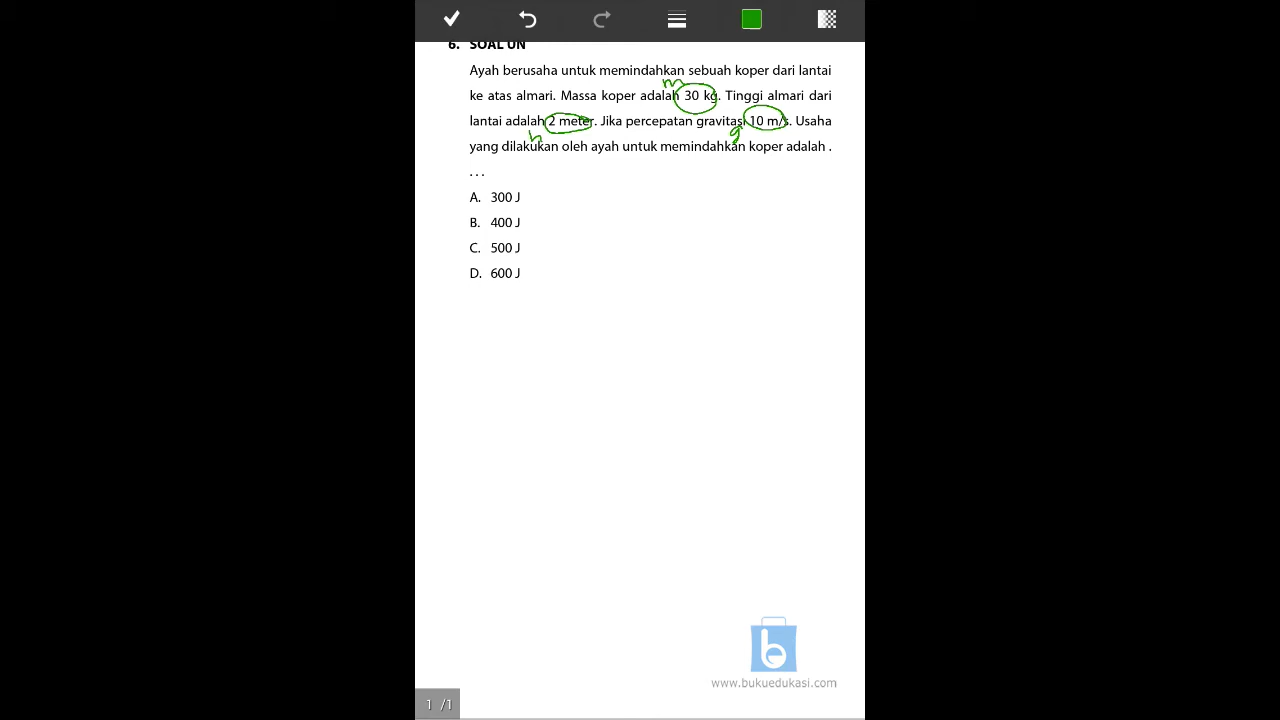 6. SOAL UN
Ayah berusaha untuk memindahkan sebuah koper dari lantai
m
ke atas almari. Massa koper adalah 30 kg. Tinggi almari dari
lantai adalah 2 meter. Jika percepatan gravitasi 10 m/s. Usaha
h g
yang dilakukan oleh ayah untuk memindahkan koper adalah .
. . .
A. 300 J
B. 400 J
C. 500 J
D. 600 J
b
www.bukuedukasi.com
1 /1